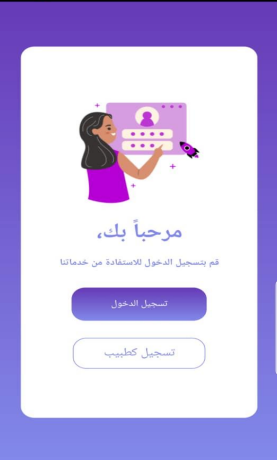 مرحباً بك،
قم بتسجيل الدخول للاستفادة من خدماتنا
تسجيل الدخول
تسجيل كطبيب